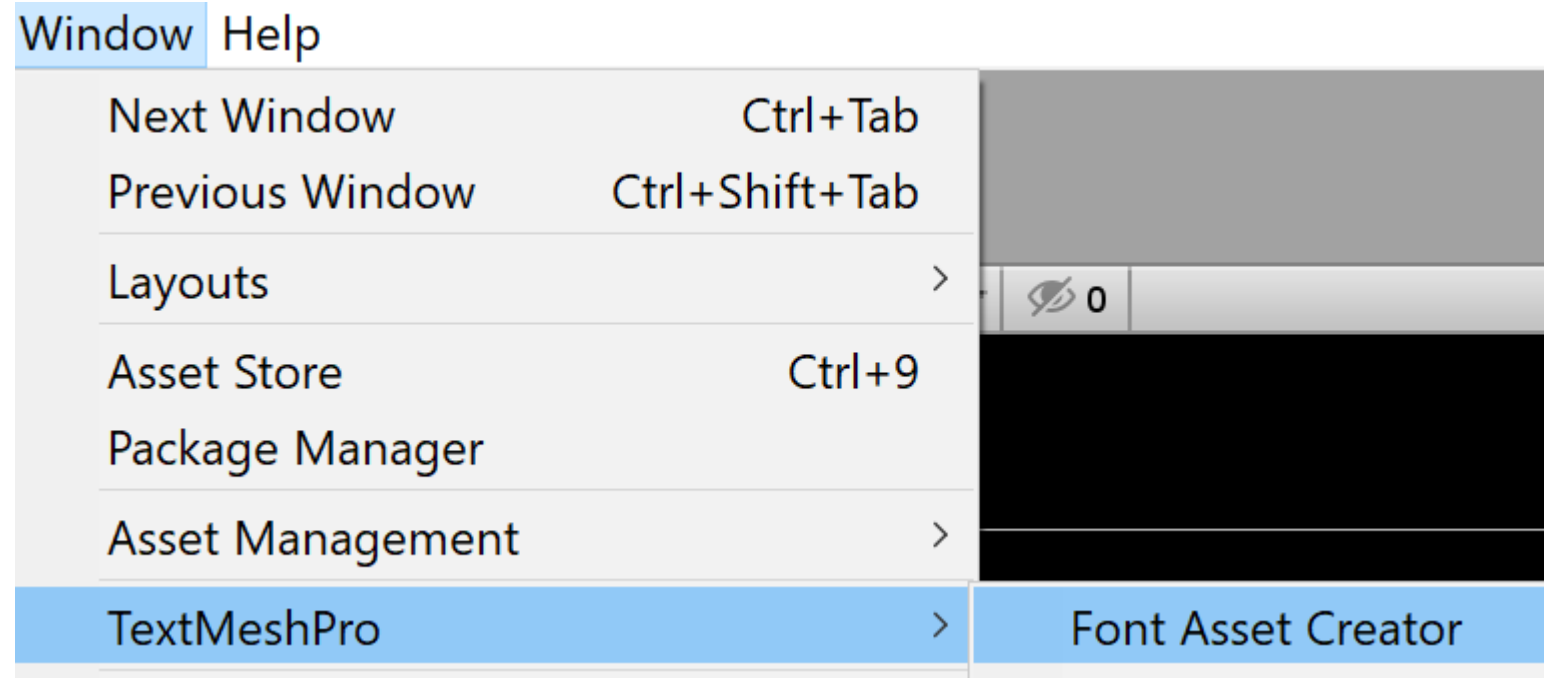 Window Help
Next Window Ctrl+Tab
Previous Window Ctrl+Shift+Tab
Layouts
0
Asset Store Ctrl+9
Package Manager
Asset Management
TextMeshPro Font Asset Creator